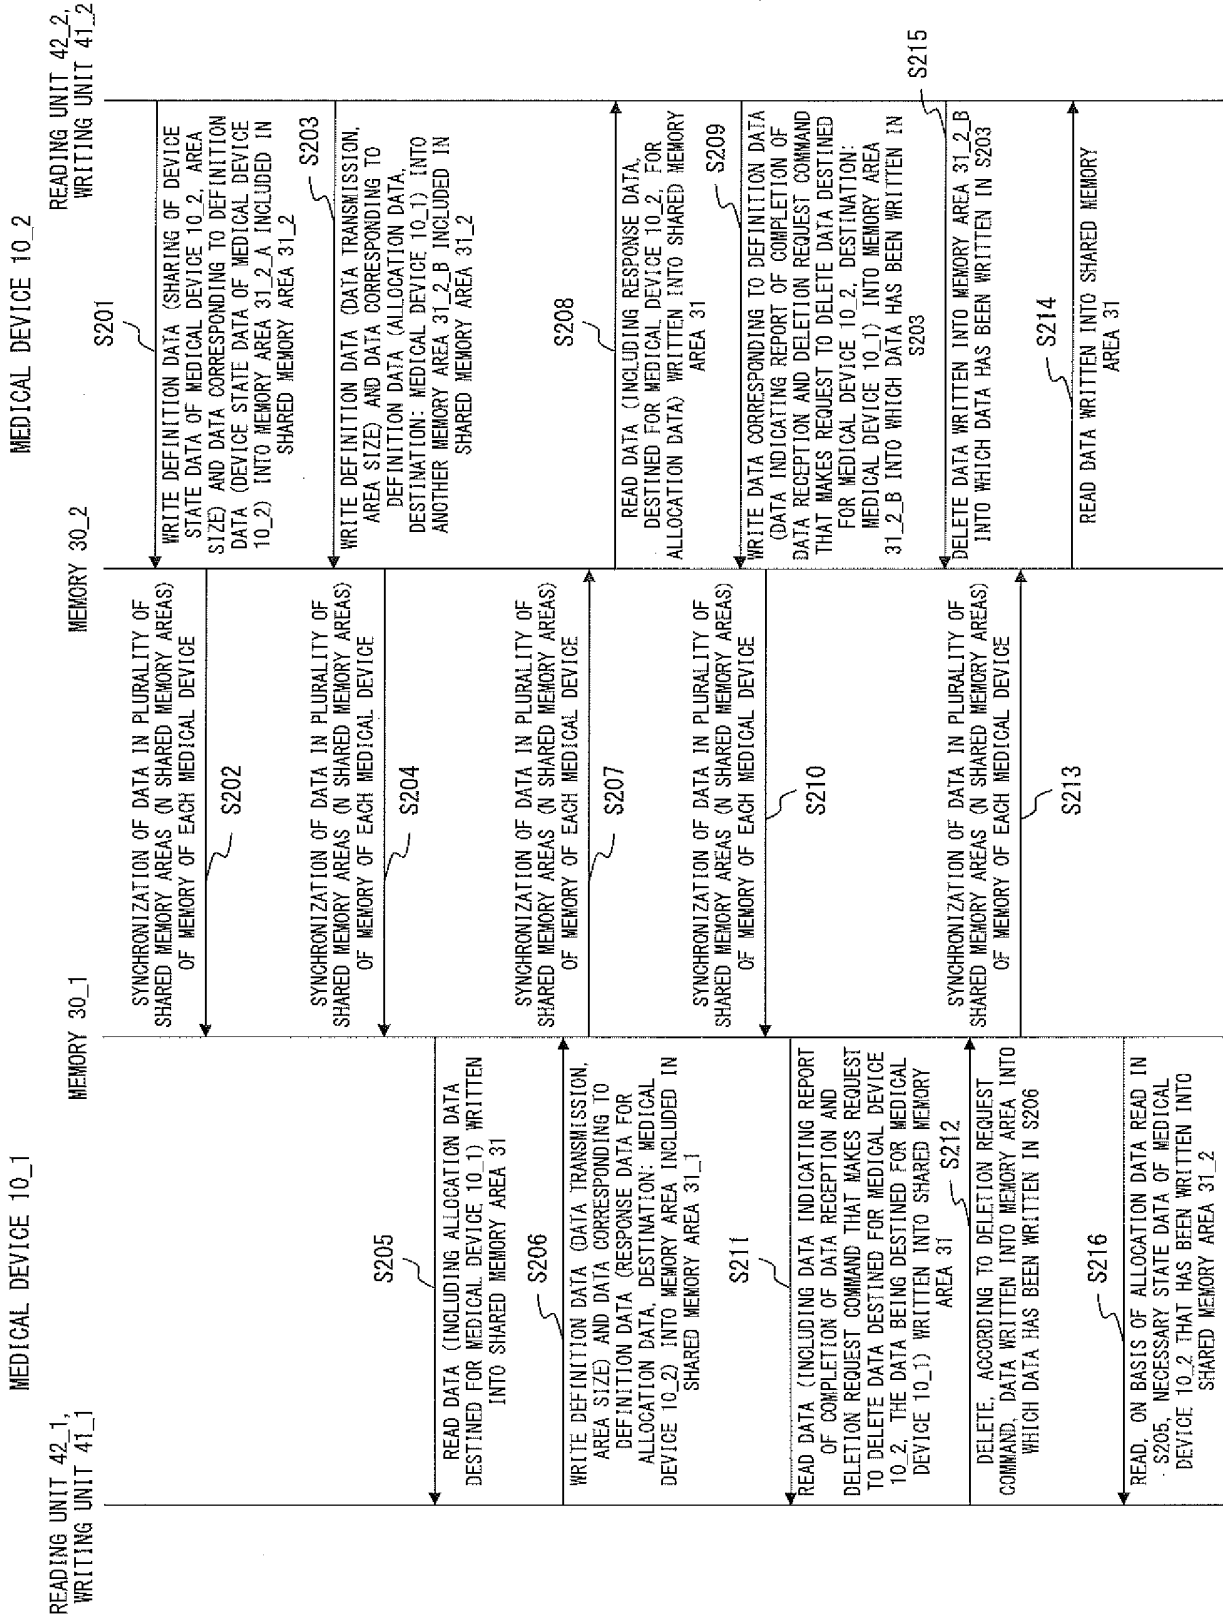 MEDICAL DEVICE 10_1
MEDICAL DEVICE 10_2
READING UNIT 42_1,
WRITING UNIT 41_1
MEMORY 30_1
MEMORY 30_2
READING UNIT 42_2,
WRITING UNIT 41_2
S201
WRITE DEFINITION DATA (SHARING OF DEVICE
STATE DATA OF MEDICAL DEVICE 10_2, AREA
SIZE) AND DATA CORRESPONDING TO DEFINITION
DATA (DEVICE STATE DATA OF MEDICAL DEVICE
10_2) INTO MEMORY AREA 31_2_A INCLUDED IN
SHARED MEMORY AREA 31_2
SYNCHRONIZATION OF DATA IN PLURALITY OF
SHARED MEMORY AREAS (N SHARED MEMORY AREAS)
OF MEMORY OF EACH MEDICAL DEVICE
S202
S203
WRITE DEFINITION DATA (DATA TRANSMISSION,
AREA SIZE) AND DATA CORRESPONDING TO
DEFINITION DATA (ALLOCATION DATA,
DESTINATION: MEDICAL DEVICE 10_1) INTO
ANOTHER MEMORY AREA 31_2_B INCLUDED IN
SHARED MEMORY AREA 31_2
SYNCHRONIZATION OF DATA IN PLURALITY OF
SHARED MEMORY AREAS (N SHARED MEMORY AREAS)
OF MEMORY OF EACH MEDICAL DEVICE
S204
S205
READ DATA (INCLUDING ALLOCATION DATA
DESTINED FOR MEDICAL DEVICE 10_1) WRITTEN
INTO SHARED MEMORY AREA 31
S206
WRITE DEFINITION DATA (DATA TRANSMISSION,
AREA SIZE) AND DATA CORRESPONDING TO
DEFINITION DATA (RESPONSE DATA FOR
ALLOCATION DATA, DESTINATION: MEDICAL
DEVICE 10_2) INTO MEMORY AREA INCLUDED IN
SHARED MEMORY AREA 31_1
SYNCHRONIZATION OF DATA IN PLURALITY OF
SHARED MEMORY AREAS (N SHARED MEMORY AREAS)
OF MEMORY OF EACH MEDICAL DEVICE
S207
S208
READ DATA (INCLUDING RESPONSE DATA,
DESTINED FOR MEDICAL DEVICE 10_2, FOR
ALLOCATION DATA) WRITTEN INTO SHARED MEMORY
AREA 31
S209
WRITE DATA CORRESPONDING TO DEFINITION DATA
(DATA INDICATING REPORT OF COMPLETION OF
DATA RECEPTION AND DELETION REQUEST COMMAND
THAT MAKES REQUEST TO DELETE DATA DESTINED
FOR MEDICAL DEVICE 10_2, DESTINATION:
MEDICAL DEVICE 10_1) INTO MEMORY AREA
31_2_B INTO WHICH DATA HAS BEEN WRITTEN IN
S203
SYNCHRONIZATION OF DATA IN PLURALITY OF
SHARED MEMORY AREAS (N SHARED MEMORY AREAS)
OF MEMORY OF EACH MEDICAL DEVICE
S210
S211
READ DATA (INCLUDING DATA INDICATING REPORT
OF COMPLETION OF DATA RECEPTION AND
DELETION REQUEST COMMAND THAT MAKES REQUEST
TO DELETE DATA DESTINED FOR MEDICAL DEVICE
10_2, THE DATA BEING DESTINED FOR MEDICAL
DEVICE 10_1) WRITTEN INTO SHARED MEMORY
AREA 31
S212
DELETE, ACCORDING TO DELETION REQUEST
COMMAND, DATA WRITTEN INTO MEMORY AREA INTO
WHICH DATA HAS BEEN WRITTEN IN S206
S215
DELETE DATA WRITTEN INTO MEMORY AREA 31_2_B
INTO WHICH DATA HAS BEEN WRITTEN IN S203
SYNCHRONIZATION OF DATA IN PLURALITY OF
SHARED MEMORY AREAS (N SHARED MEMORY AREAS)
OF MEMORY OF EACH MEDICAL DEVICE
S213
S214
READ DATA WRITTEN INTO SHARED MEMORY
AREA 31
S216
READ, ON BASIS OF ALLOCATION DATA READ IN
S205, NECESSARY STATE DATA OF MEDICAL
DEVICE 10_2 THAT HAS BEEN WRITTEN INTO
SHARED MEMORY AREA 31_2